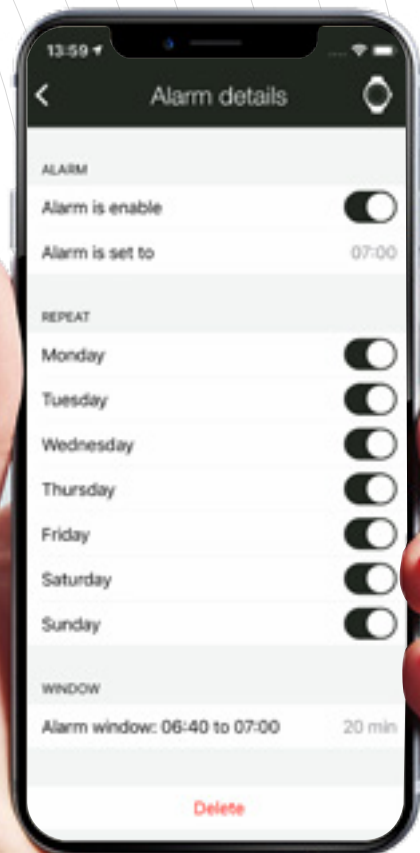 13:59
Alarm details
ALARM
Alarm is enable
Alarm is set to 07:00
REPEAT
Monday
Tuesday
Wednesday
Thursday
Friday
Saturday
Sunday
WINDOW
Alarm window: 06:40 to 07:00 20 min
Delete